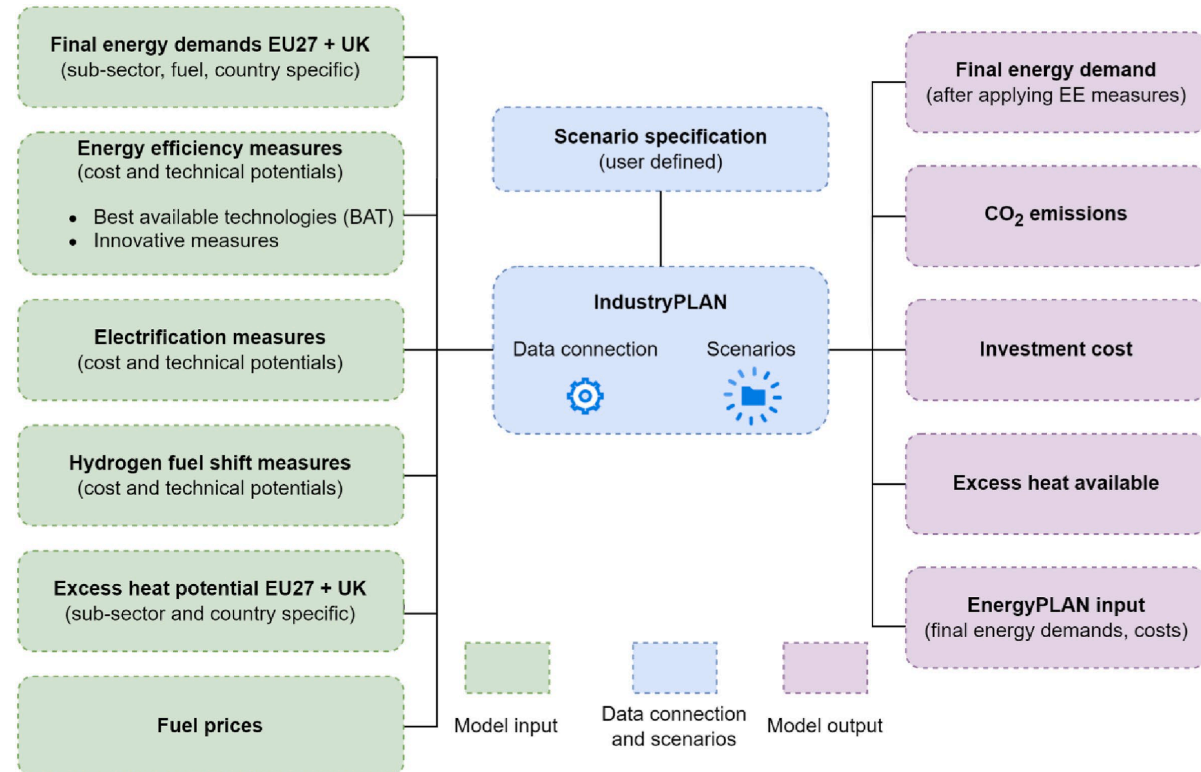 Final energy demands EU27 + UK
(sub-sector, fuel, country specific)
Energy efficiency measures
(cost and technical potentials)
• Best available technologies (BAT)
• Innovative measures
Electrification measures
(cost and technical potentials)
Hydrogen fuel shift measures
(cost and technical potentials)
Excess heat potential EU27 + UK
(sub-sector and country specific)
Fuel prices
Scenario specification
(user defined)
IndustryPLAN
Data connection
Scenarios
Final energy demand
(after applying EE measures)
CO₂ emissions
Investment cost
Excess heat available
EnergyPLAN input
(final energy demands, costs)
Model input
Data connection
and scenarios
Model output